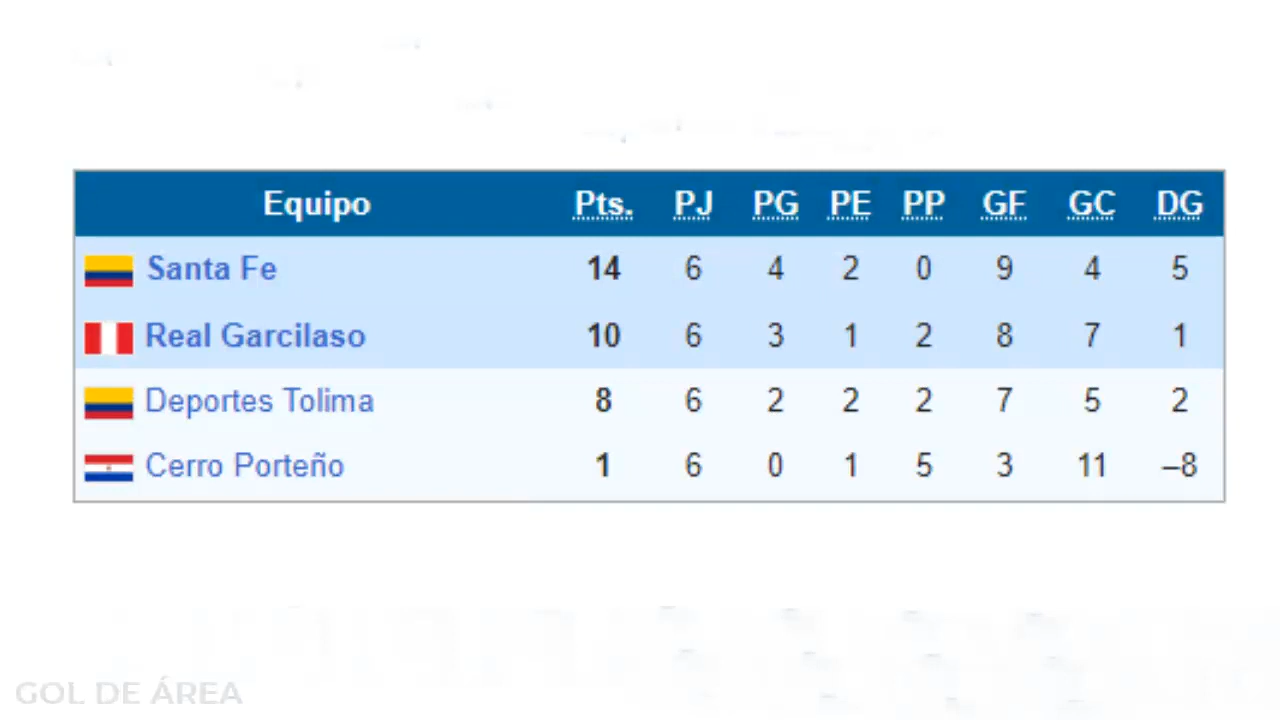 Equipo Pts. PJ PG PE PP GF GC DG
Santa Fe 14 6 4 2 0 9 4 5
Real Garcilaso 10 6 3 1 2 8 7 1
Deportes Tolima 8 6 2 2 2 7 5 2
Cerro Porteño 1 6 0 1 5 3 11 –8
GOL DE ÁREA